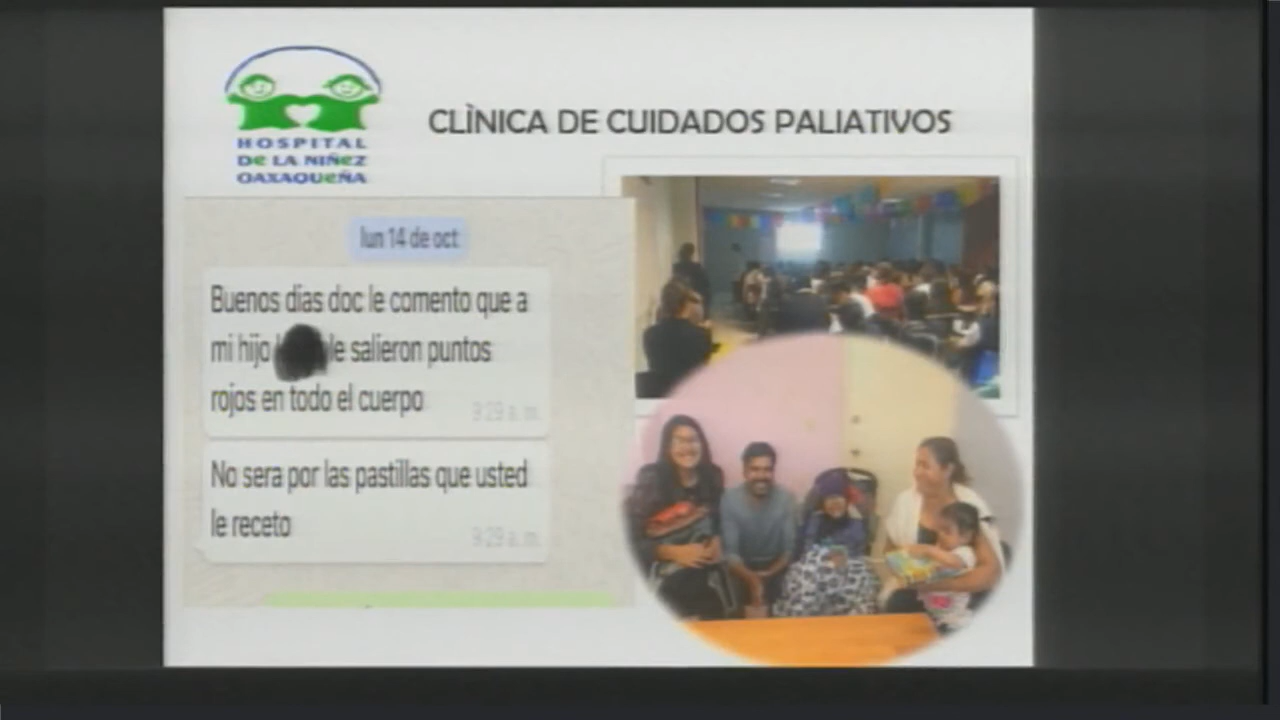 HOSPITAL
DE LA NIÑEZ
OAXAQUEÑA
CLÌNICA DE CUIDADOS PALIATIVOS
lun 14 de oct
Buenos días doc le comento que a
mi hijo le salieron puntos
rojos en todo el cuerpo
9:29 a. m.
No sera por las pastillas que usted
le receto
9:29 a. m.